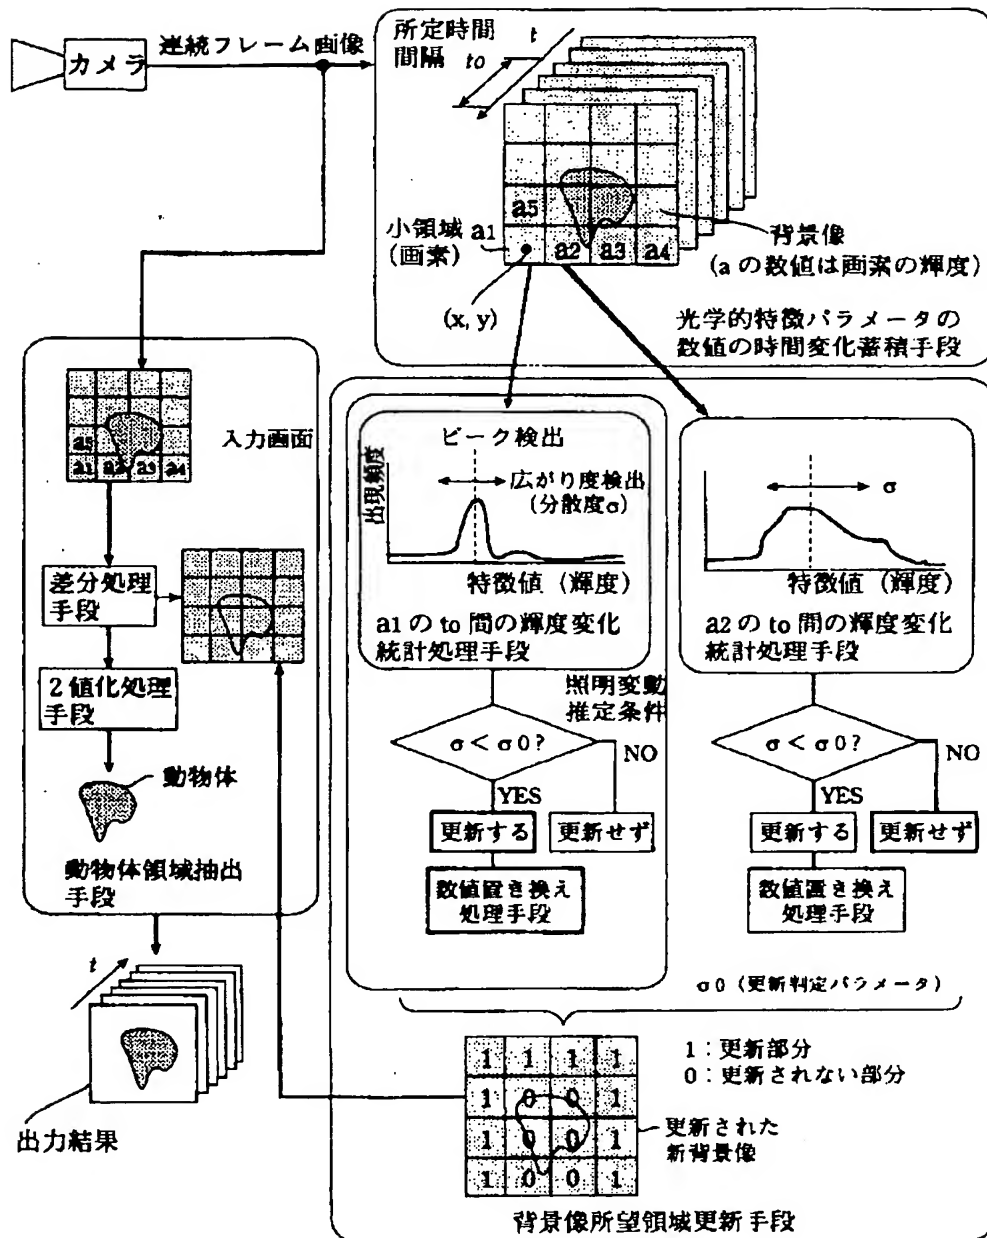 カメラ
連続フレーム画像
所定時間
間隔
to
t
a5
小領域
(画素)
a1
a2
a3
a4
背景像
(aの数値は画素の輝度)
(x, y)
光学的特徴パラメータの
数値の時間変化蓄積手段
a5
a1
a2
a3
a4
入力画面
差分処理
手段
2値化処理
手段
動物体
動物体領域抽出
手段
t
出力結果
ピーク検出
出現頻度
広がり度検出
(分散度σ)
特徴値(輝度)
a1のto間の輝度変化
統計処理手段
σ
特徴値(輝度)
a2のto間の輝度変化
統計処理手段
照明変動
推定条件
σ<σ0?
NO
YES
更新する
更新せず
数値置き換え
処理手段
σ<σ0?
NO
YES
更新する
更新せず
数値置き換え
処理手段
σ0(更新判定パラメータ)
1 1 1 1
1 0 0 1
1 0 0 1
1 0 0 1
1:更新部分
0:更新されない部分
更新された
新背景像
背景像所望領域更新手段